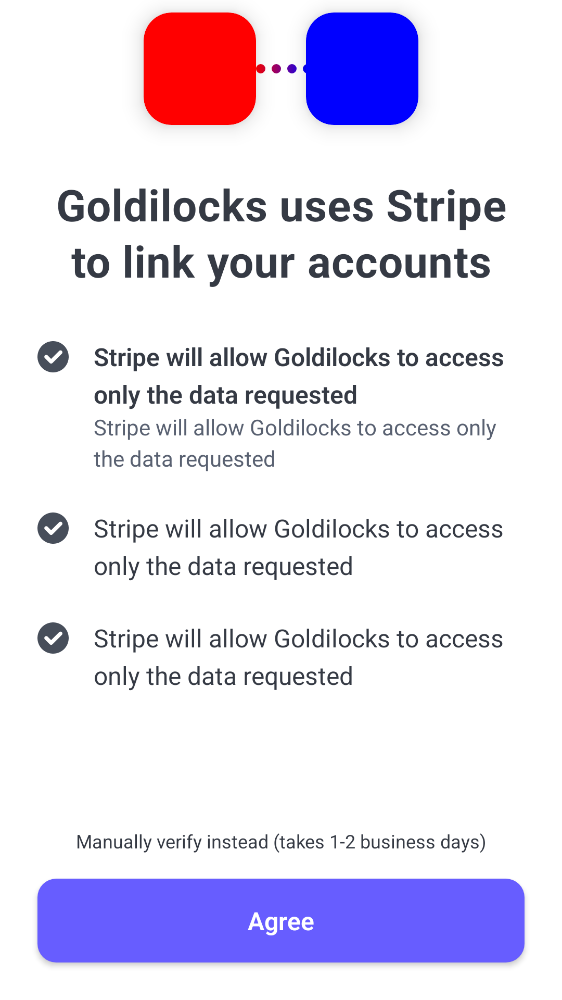 Goldilocks uses Stripe
to link your accounts
Stripe will allow Goldilocks to access
only the data requested
Stripe will allow Goldilocks to access only
the data requested
Stripe will allow Goldilocks to access
only the data requested
Stripe will allow Goldilocks to access
only the data requested
Manually verify instead (takes 1-2 business days)
Agree